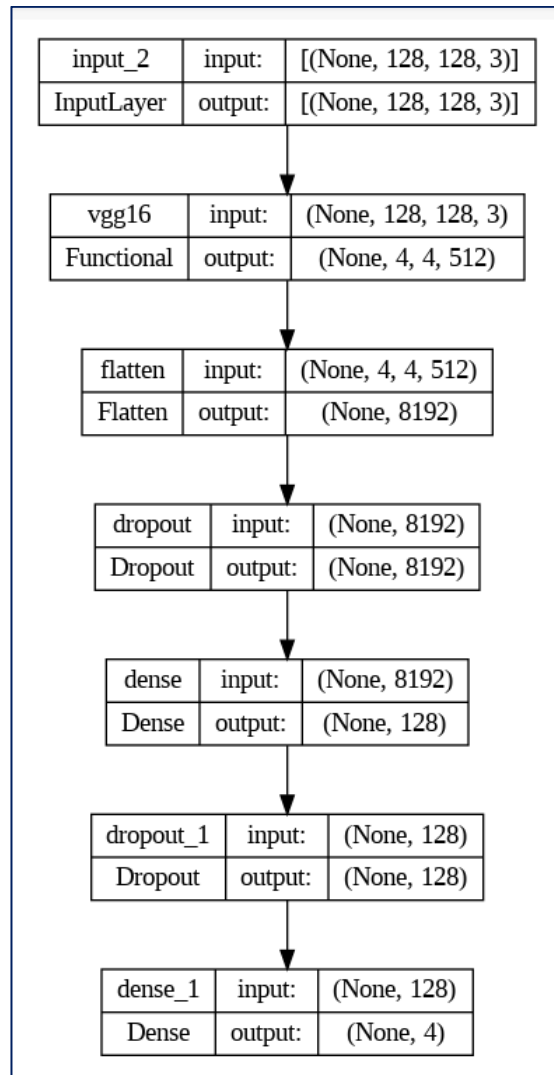 input_2 input: [(None, 128, 128, 3)]
InputLayer output: [(None, 128, 128, 3)]
vgg16 input: (None, 128, 128, 3)
Functional output: (None, 4, 4, 512)
flatten input: (None, 4, 4, 512)
Flatten output: (None, 8192)
dropout input: (None, 8192)
Dropout output: (None, 8192)
dense input: (None, 8192)
Dense output: (None, 128)
dropout_1 input: (None, 128)
Dropout output: (None, 128)
dense_1 input: (None, 128)
Dense output: (None, 4)